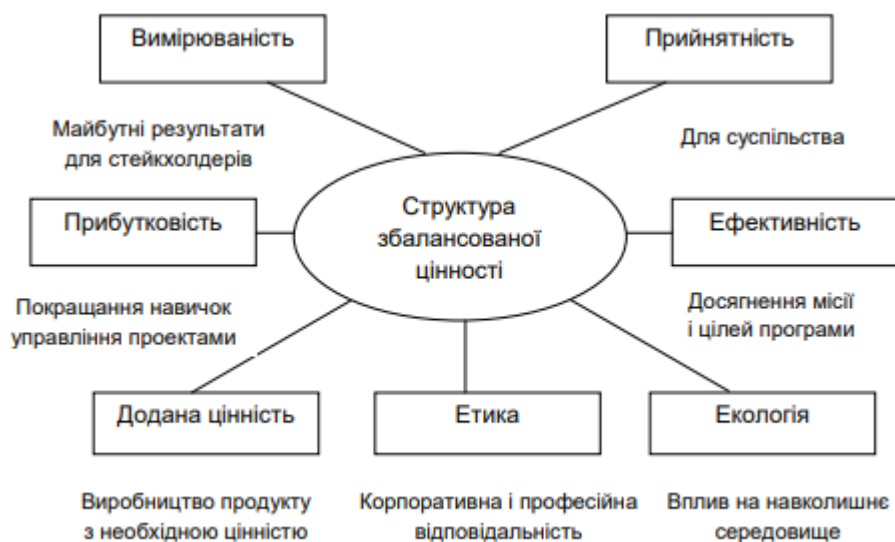 Вимірюваність
Прийнятність
Майбутні результати
для стейкхолдерів
Для суспільства
Структура
збалансованої
цінності
Прибутковість
Ефективність
Покращання навичок
управління проектами
Досягнення місії
і цілей програми
Додана цінність
Етика
Екологія
Виробництво продукту
з необхідною цінністю
Корпоративна і професійна
відповідальність
Вплив на навколишнє
середовище